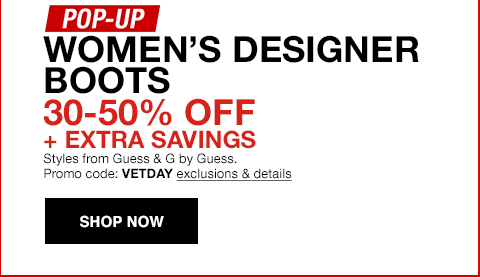 POP-UP
WOMEN'S DESIGNER
BOOTS
30-50% OFF
+ EXTRA SAVINGS
Styles from Guess & G by Guess.
Promo code: VETDAY exclusions & details
SHOP NOW